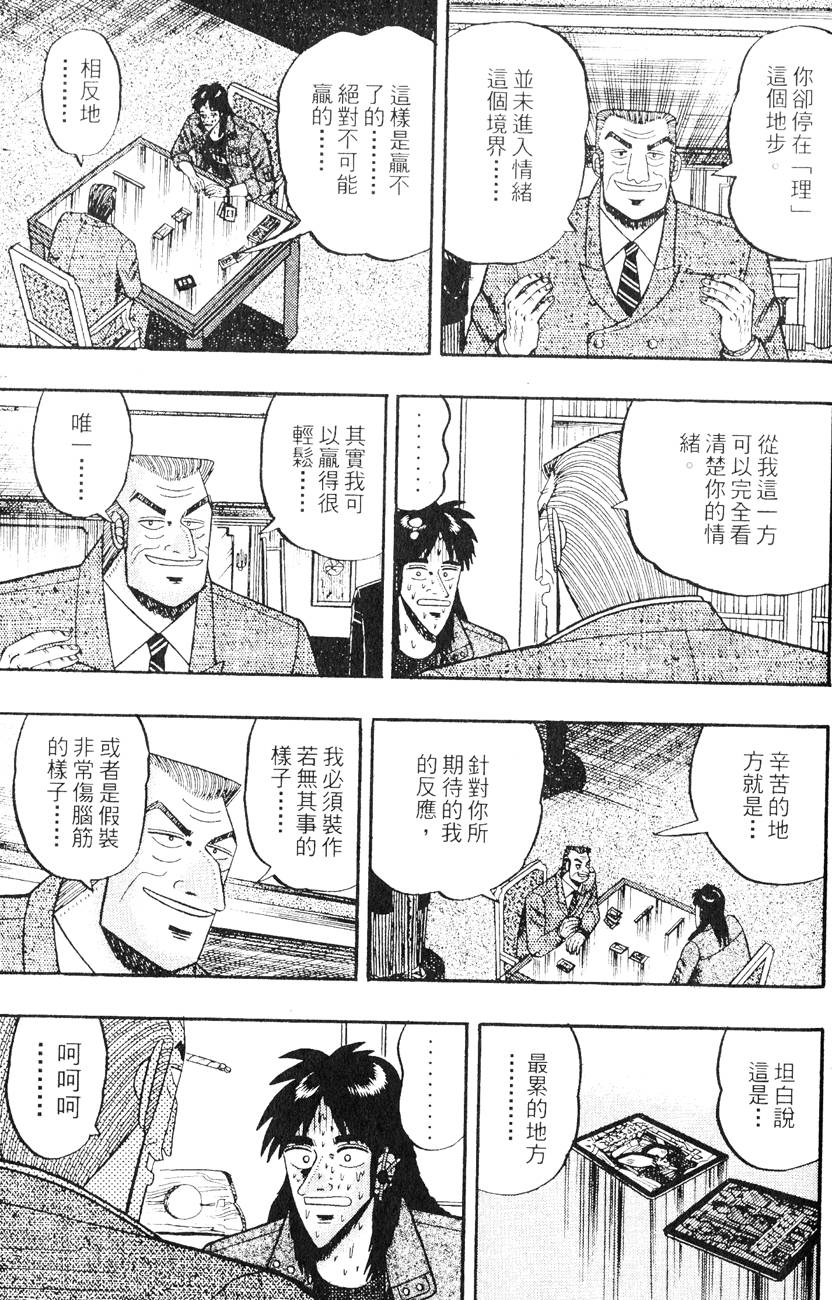 你卻停在「理」
這個地步。
並未進入情緒
這個境界……
這樣是贏不
了的………
絕對不可能
贏的……
相反地
………
從我這一方
可以完全看
清楚你的情
緒。
……
其實我可
以贏得很
輕鬆……
唯一……
辛苦的地
方就是…
針對你所
期待的我
的反應，
我必須裝作
若無其事的
樣子……
或者是假裝
非常傷腦筋
的樣子……
坦白說
這是…
最累的地方
………
……
呵呵呵
………